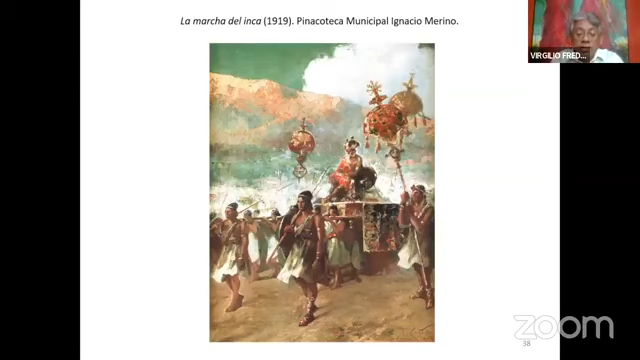 La marcha del inca (1919). Pinacoteca Municipal Ignacio Merino.
VIRGILIO FRED...
zoom
38